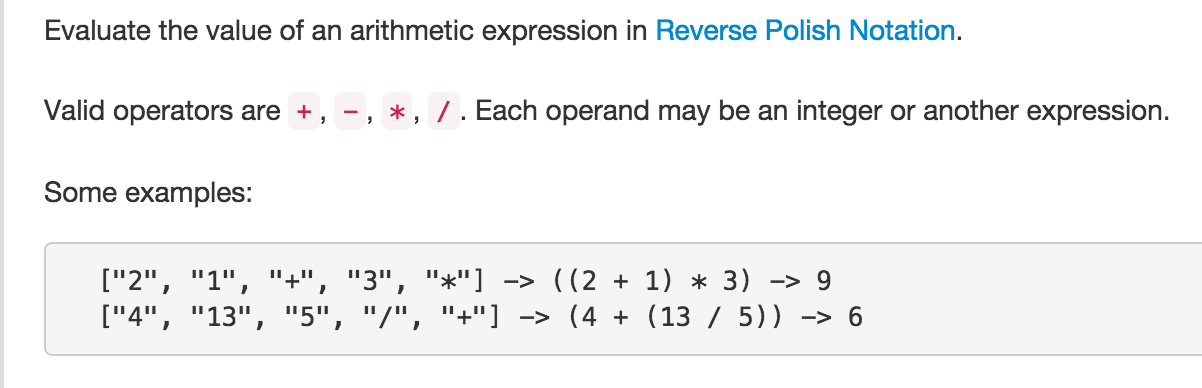 Evaluate the value of an arithmetic expression in Reverse Polish Notation.
Valid operators are +, -, *, /. Each operand may be an integer or another expression.
Some examples:
["2", "1", "+", "3", "*"] -> ((2 + 1) * 3) -> 9
["4", "13", "5", "/", "+"] -> (4 + (13 / 5)) -> 6